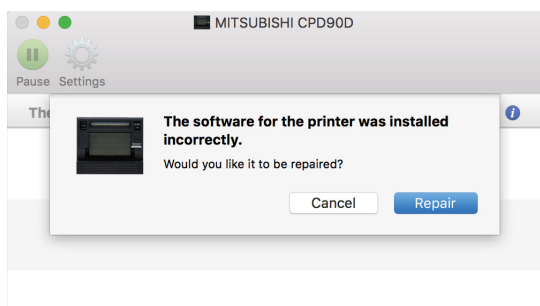 MITSUBISHI CPD90D
Pause Settings
The
The software for the printer was installed
incorrectly.
Would you like it to be repaired?
Cancel Repair